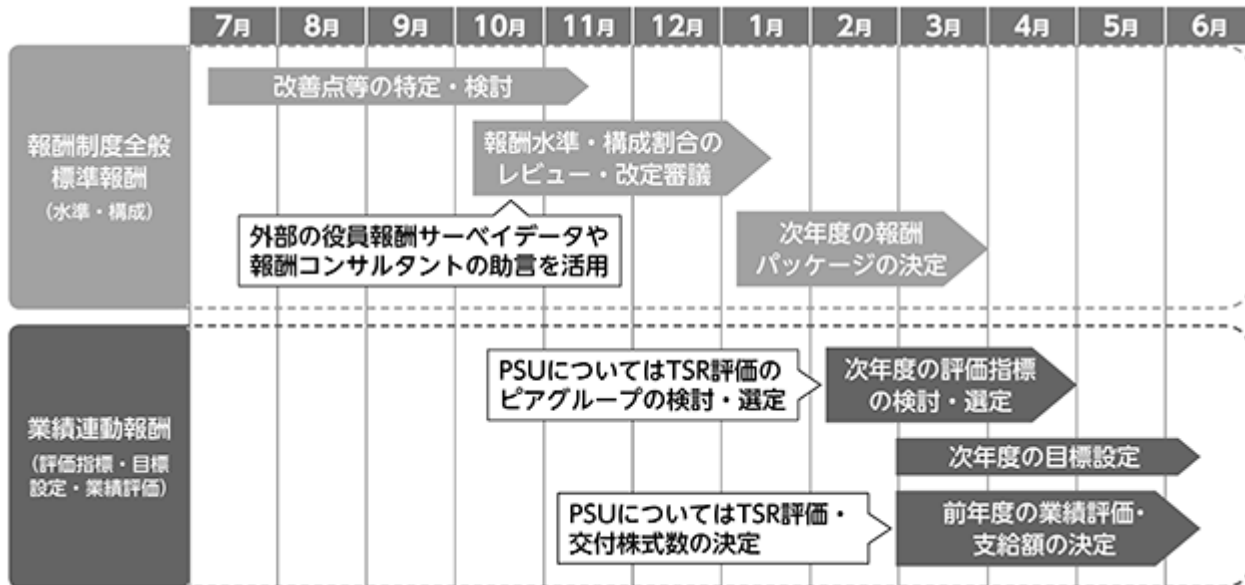 7月 8月 9月 10月 11月 12月 1月 2月 3月 4月 5月 6月
報酬制度全般
標準報酬
（水準・構成）
改善点等の特定・検討
報酬水準・構成割合の
レビュー・改定審議
外部の役員報酬サーベイデータや
報酬コンサルタントの助言を活用
次年度の報酬
パッケージの決定
業績連動報酬
（評価指標・目標
設定・業績評価）
PSUについてはTSR評価の
ピアグループの検討・選定
次年度の評価指標
の検討・選定
次年度の目標設定
PSUについてはTSR評価・
交付株式数の決定
前年度の業績評価・
支給額の決定